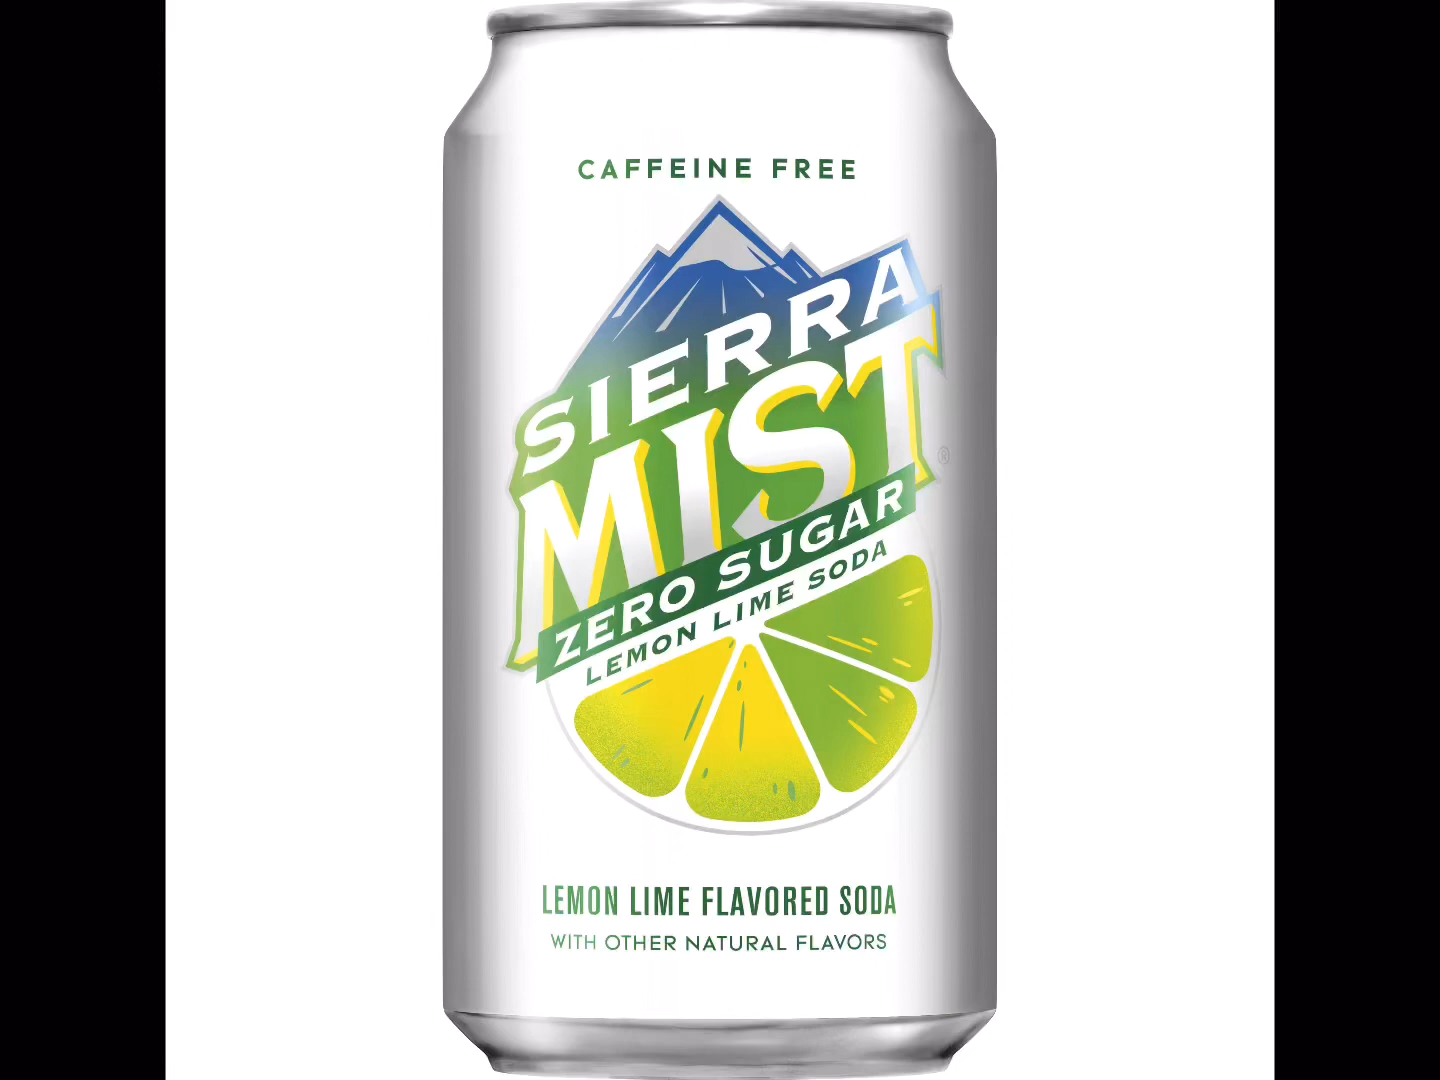 CAFFEINE FREE
SIERRA
MIST
®
ZERO SUGAR
LEMON LIME SODA
LEMON LIME FLAVORED SODA
WITH OTHER NATURAL FLAVORS